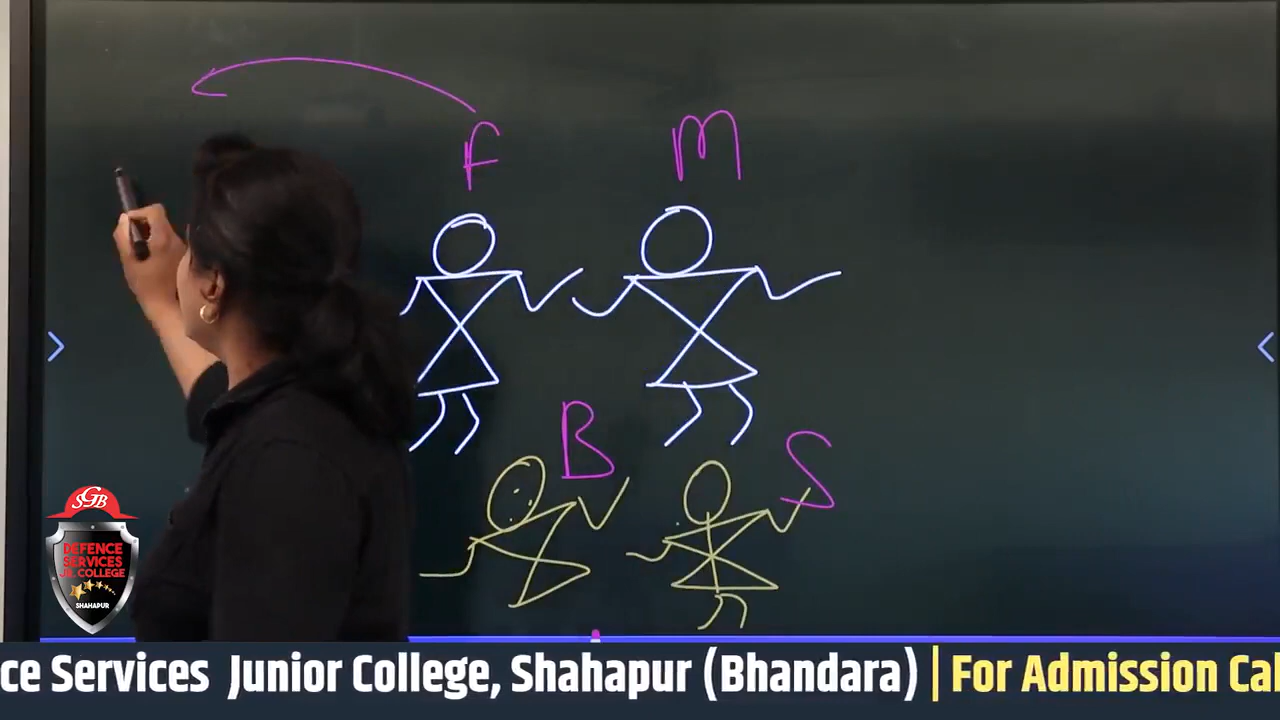 F M
B S
SGB
DEFENCE
SERVICES
JR. COLLEGE
SHAHAPUR
ce Services Junior College, Shahapur (Bhandara) | For Admission Cal